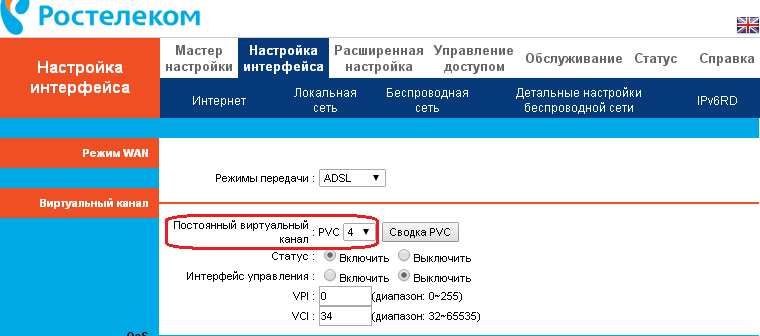 Ростелеком
Настройка интерфейса
Мастер настройки
Настройка интерфейса
Расширенная настройка
Управление доступом
Обслуживание
Статус
Справка
Интернет
Локальная сеть
Беспроводная сеть
Детальные настройки беспроводной сети
IPv6RD
Режим WAN
Режимы передачи : ADSL
Виртуальный канал
Постоянный виртуальный канал : PVC 4 Сводка PVC
Статус : Включить Выключить
Интерфейс управления : Включить Выключить
VPI : 0 (диапазон: 0~255)
VCI : 34 (диапазон: 32~65535)
QoS